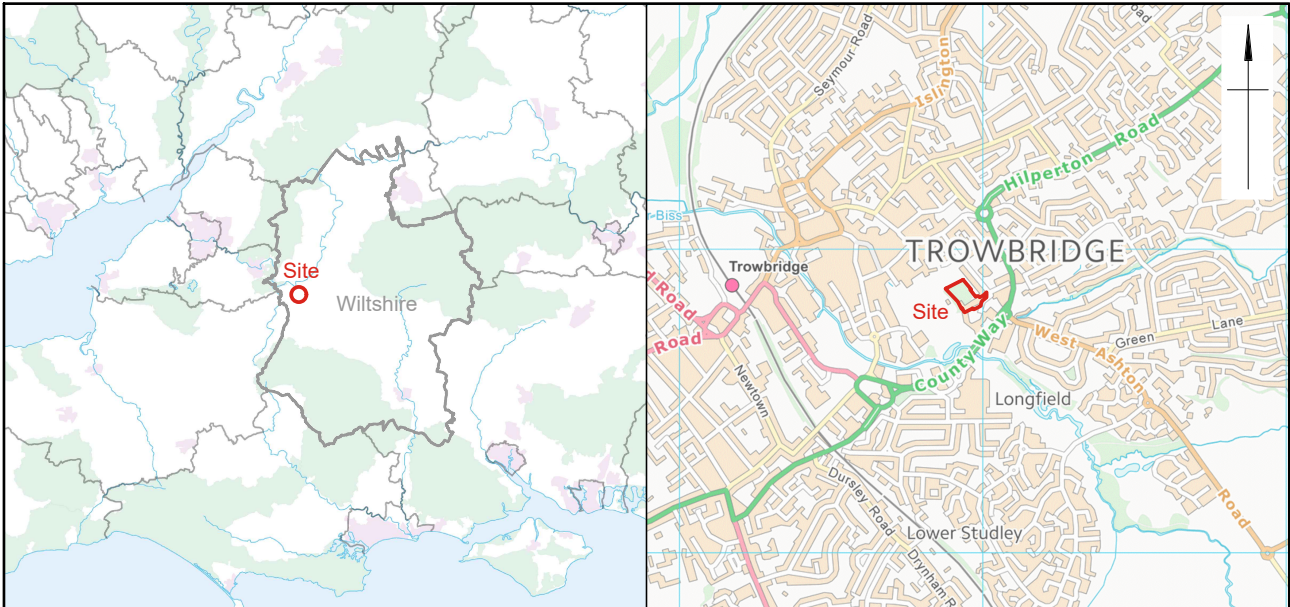 Site
Wiltshire
Seymour Road
Islington
Road
Hilperton Road
r Biss
TROWBRIDGE
Trowbridge
d Road
Road
Site
County Way
West Ashton
Road
Green Lane
Newtown
Longfield
Dursley Road
Lower Studley
Drynham R